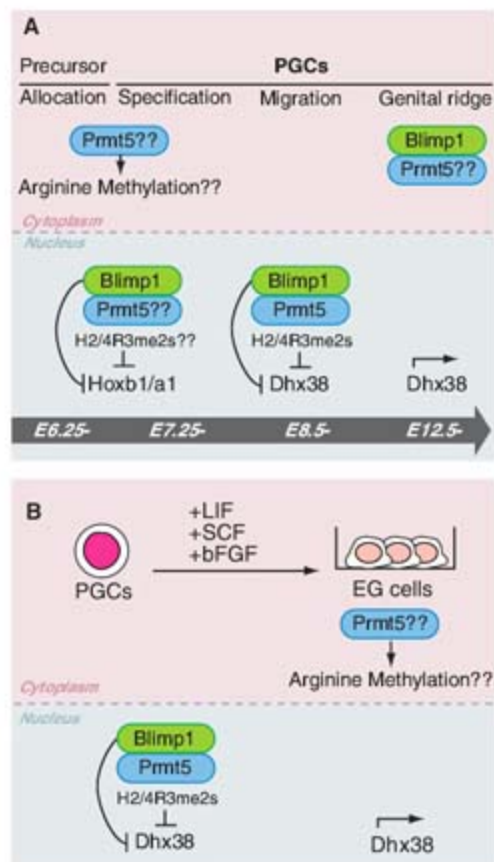 A
Precursor PGCs
Allocation Specification Migration Genital ridge
Prmt5??
Arginine Methylation??
Blimp1
Prmt5??
Cytoplasm
Nucleus
Blimp1
Prmt5??
H2/4R3me2s??
Hoxb1/a1
Blimp1
Prmt5
H2/4R3me2s
Dhx38
Dhx38
E6.25- E7.25- E8.5- E12.5-
B
PGCs
+LIF
+SCF
+bFGF
EG cells
Prmt5??
Arginine Methylation??
Cytoplasm
Nucleus
Blimp1
Prmt5
H2/4R3me2s
Dhx38
Dhx38